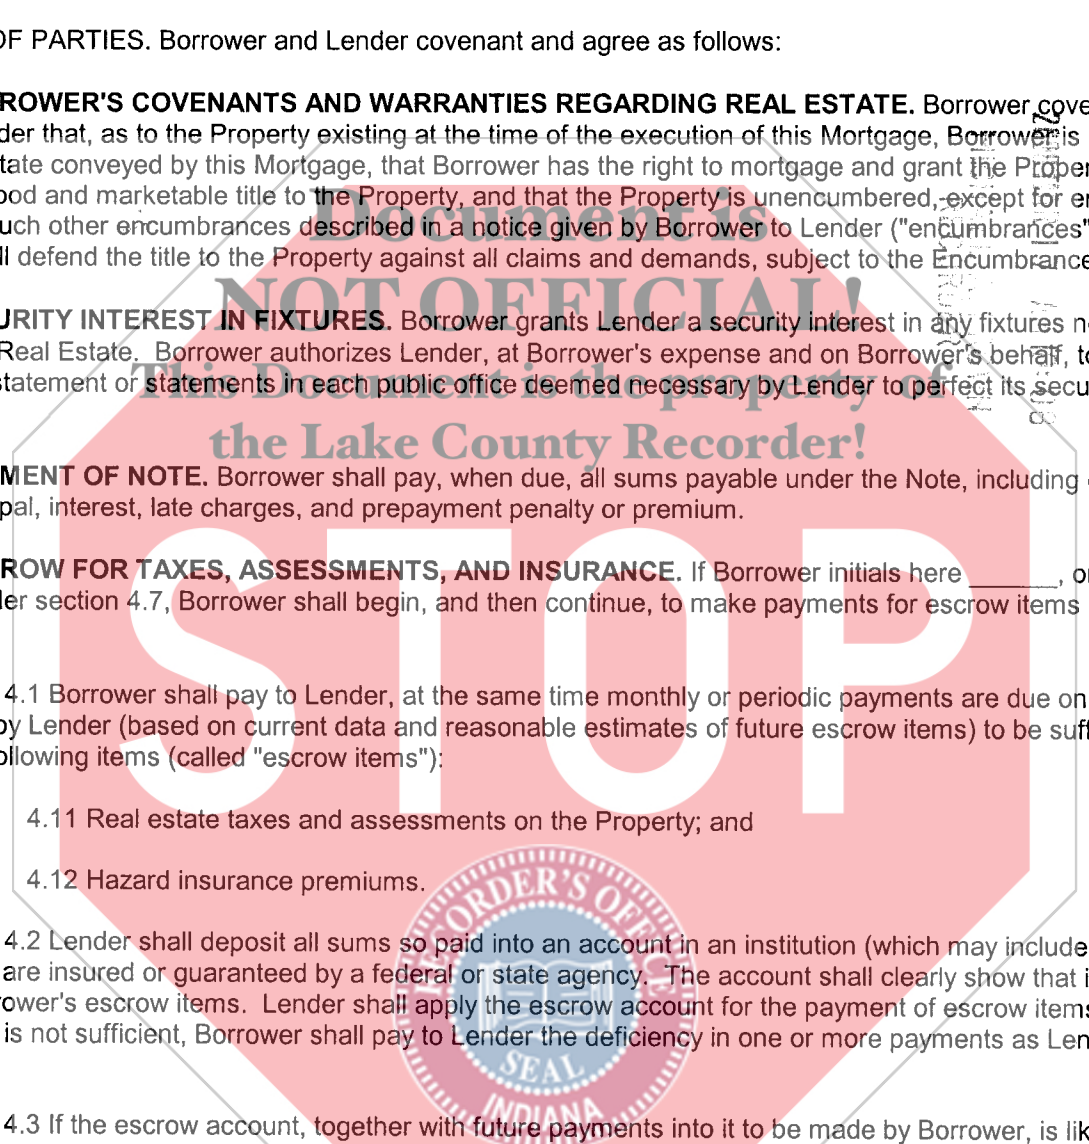 OF PARTIES. Borrower and Lender covenant and agree as follows:
ROWER'S COVENANTS AND WARRANTIES REGARDING REAL ESTATE. Borrower cove
der that, as to the Property existing at the time of the execution of this Mortgage, Borrower is
tate conveyed by this Mortgage, that Borrower has the right to mortgage and grant the Proper
ood and marketable title to the Property, and that the Property is unencumbered, except for en
Document is
uch other encumbrances described in a notice given by Borrower to Lender ("encumbrances"
ll defend the title to the Property against all claims and demands, subject to the Encumbrance
NOT OFFICIAL!
URITY INTEREST IN FIXTURES. Borrower grants Lender a security interest in any fixtures n
Real Estate. Borrower authorizes Lender, at Borrower's expense and on Borrower's behalf, to
This Document is the property of
statement or statements in each public office deemed necessary by Lender to perfect its secu
the Lake County Recorder!
MENT OF NOTE. Borrower shall pay, when due, all sums payable under the Note, including
pal, interest, late charges, and prepayment penalty or premium.
STOP
ROW FOR TAXES, ASSESSMENTS, AND INSURANCE. If Borrower initials here ______, or
er section 4.7, Borrower shall begin, and then continue, to make payments for escrow items
4.1 Borrower shall pay to Lender, at the same time monthly or periodic payments are due on
by Lender (based on current data and reasonable estimates of future escrow items) to be suff
ollowing items (called "escrow items"):
4.11 Real estate taxes and assessments on the Property; and
4.12 Hazard insurance premiums.
RECORDER'S OFFICE
4.2 Lender shall deposit all sums so paid into an account in an institution (which may include
are insured or guaranteed by a federal or state agency. The account shall clearly show that i
ower's escrow items. Lender shall apply the escrow account for the payment of escrow items
is not sufficient, Borrower shall pay to Lender the deficiency in one or more payments as Len
SEAL
INDIANA
4.3 If the escrow account, together with future payments into it to be made by Borrower, is lik